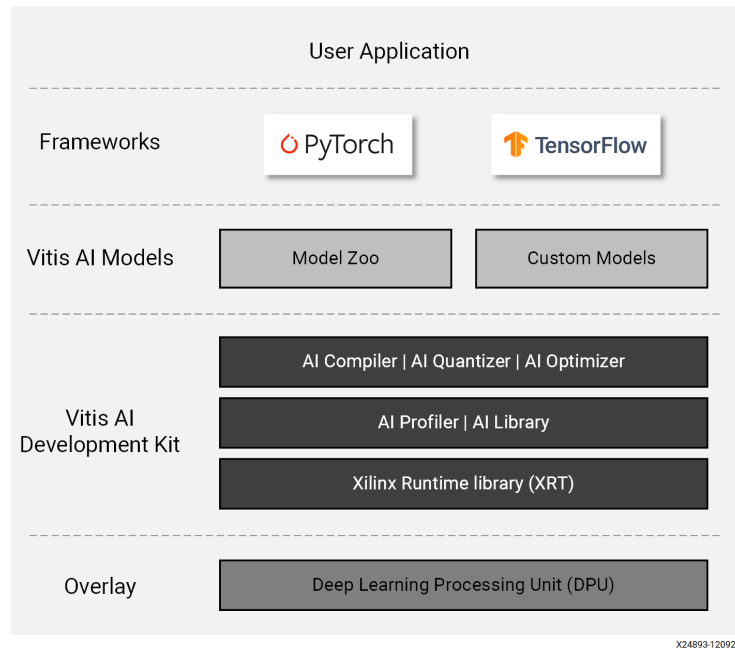 User Application
Frameworks
PyTorch
TensorFlow
Vitis AI Models
Model Zoo
Custom Models
Vitis AI
Development Kit
AI Compiler | AI Quantizer | AI Optimizer
AI Profiler | AI Library
Xilinx Runtime library (XRT)
Overlay
Deep Learning Processing Unit (DPU)
X24893-12092